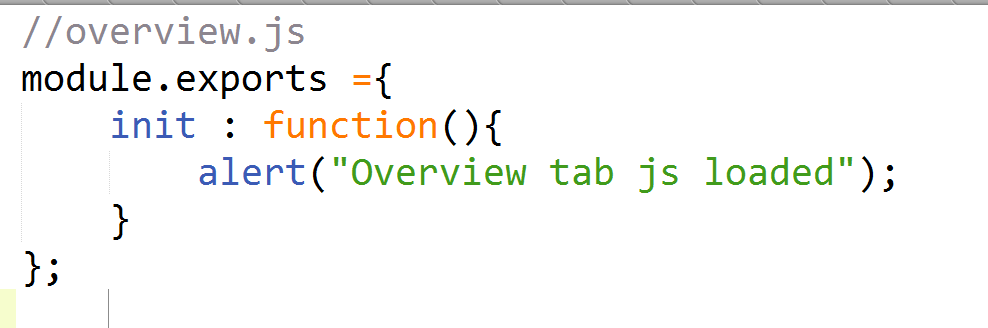 //overview.js
module.exports ={
    init : function(){
        alert("Overview tab js loaded");
    }
};